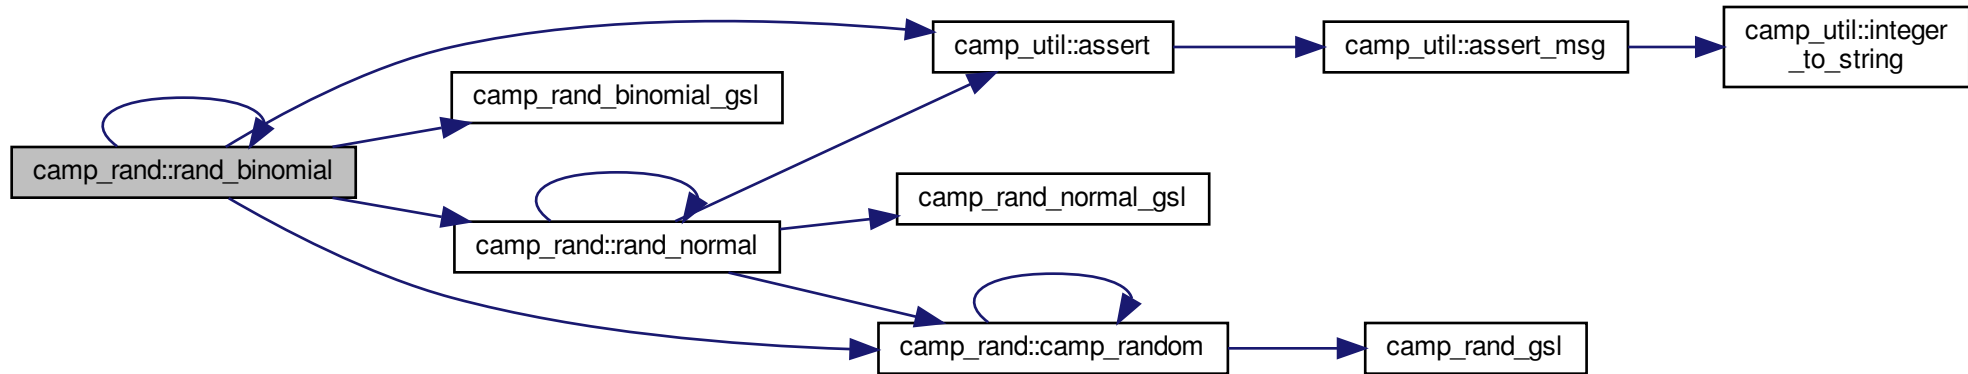 camp_rand::rand_binomial
camp_rand_binomial_gsl
camp_rand::rand_normal
camp_util::assert
camp_rand_normal_gsl
camp_rand::camp_random
camp_util::assert_msg
camp_rand_gsl
camp_util::integer
_to_string